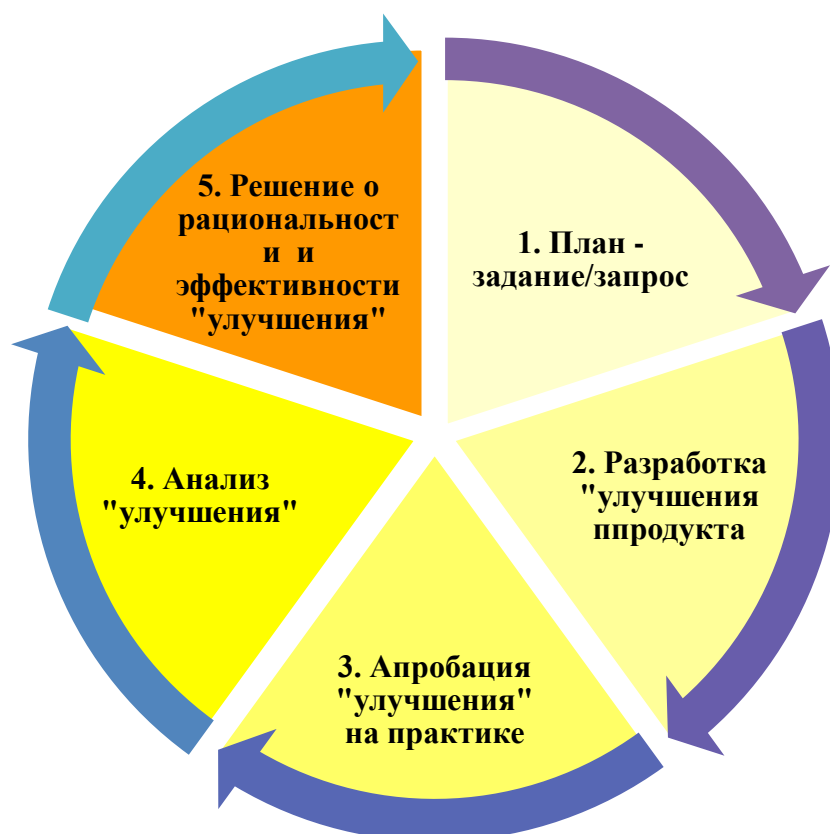 1. План -
задание/запрос
2. Разработка
"улучшения
ппродукта
3. Апробация
"улучшения"
на практике
4. Анализ
"улучшения"
5. Решение о
рациональност
и и
эффективности
"улучшения"